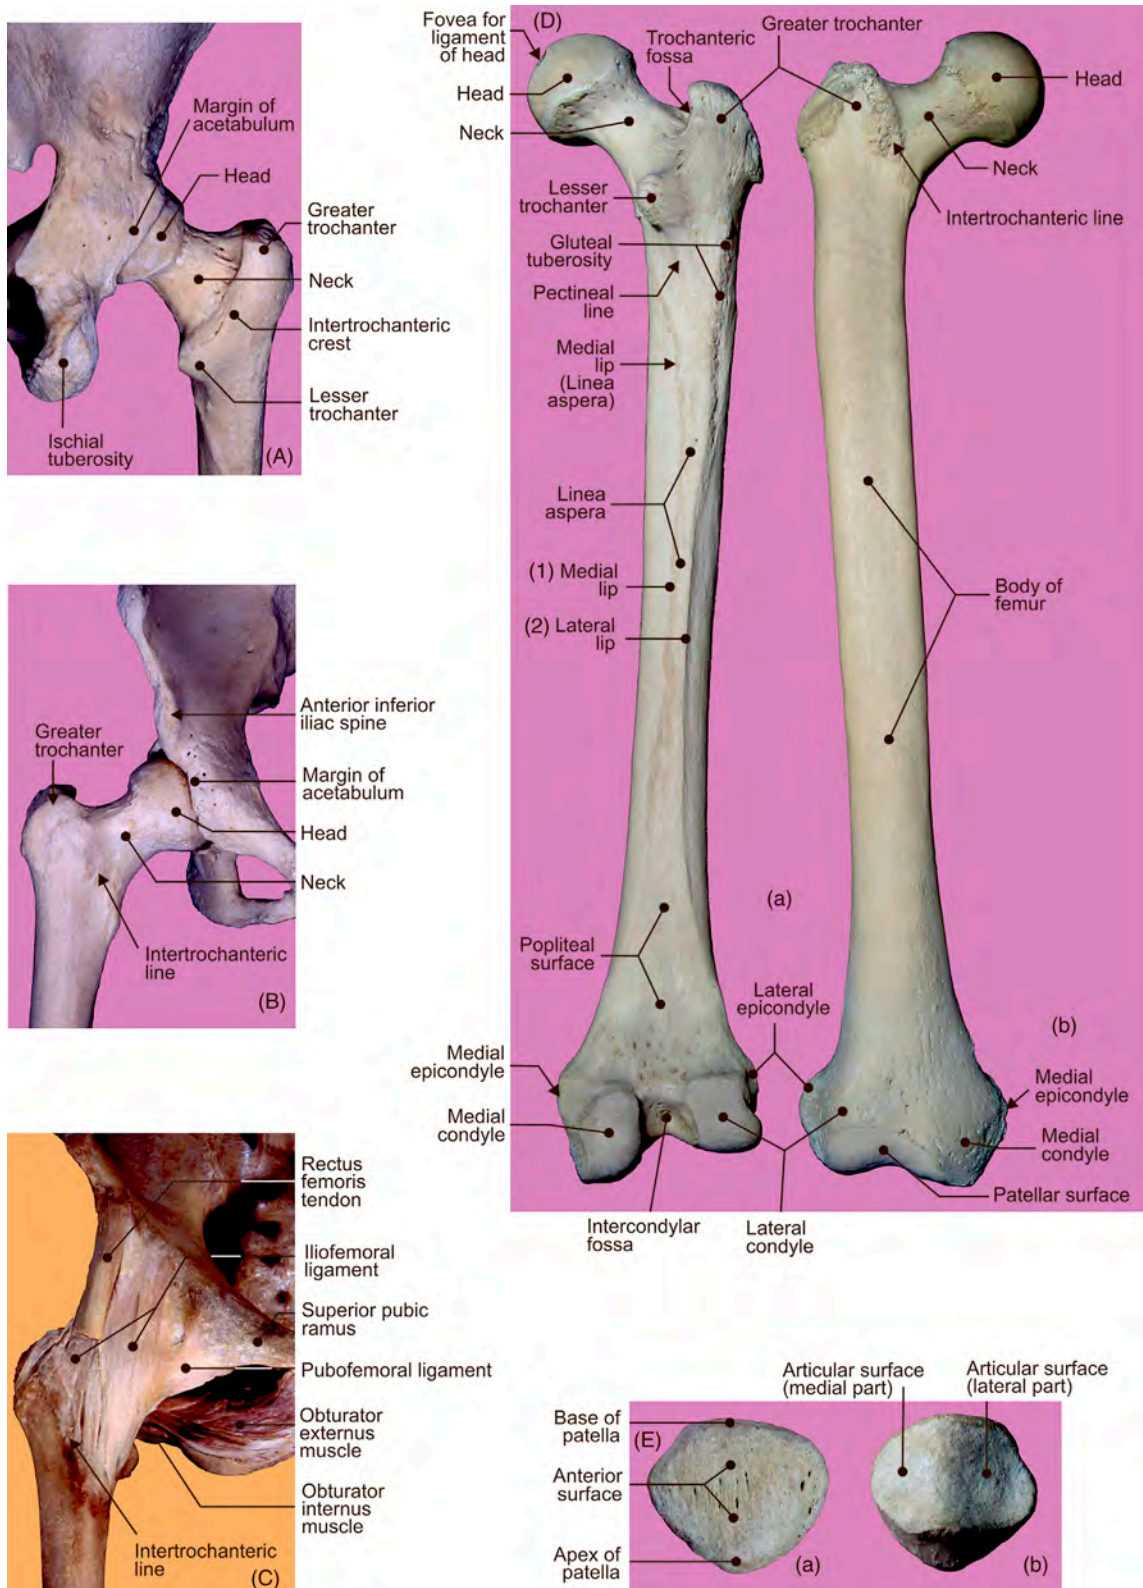 Margin of
acetabulum
Head
Greater
trochanter
Neck
Intertrochanteric
crest
Lesser
trochanter
Ischial
tuberosity
(A)
Anterior inferior
iliac spine
Greater
trochanter
Margin of
acetabulum
Head
Neck
Intertrochanteric
line
(B)
Rectus
femoris
tendon
Iliofemoral
ligament
Superior pubic
ramus
Pubofemoral ligament
Obturator
externus
muscle
Obturator
internus
muscle
Intertrochanteric
line
(C)
Fovea for
ligament
of head
(D)
Trochanteric
fossa
Greater trochanter
Head
Neck
Head
Neck
Lesser
trochanter
Intertrochanteric line
Gluteal
tuberosity
Pectineal
line
Medial
lip
(Linea
aspera)
Linea
aspera
(1) Medial
lip
(2) Lateral
lip
Body of
femur
(a)
Popliteal
surface
Lateral
epicondyle
(b)
Medial
epicondyle
Medial
condyle
Medial
epicondyle
Medial
condyle
Patellar surface
Intercondylar
fossa
Lateral
condyle
Articular surface
(medial part)
Articular surface
(lateral part)
Base of
patella
(E)
Anterior
surface
Apex of
patella
(a)
(b)